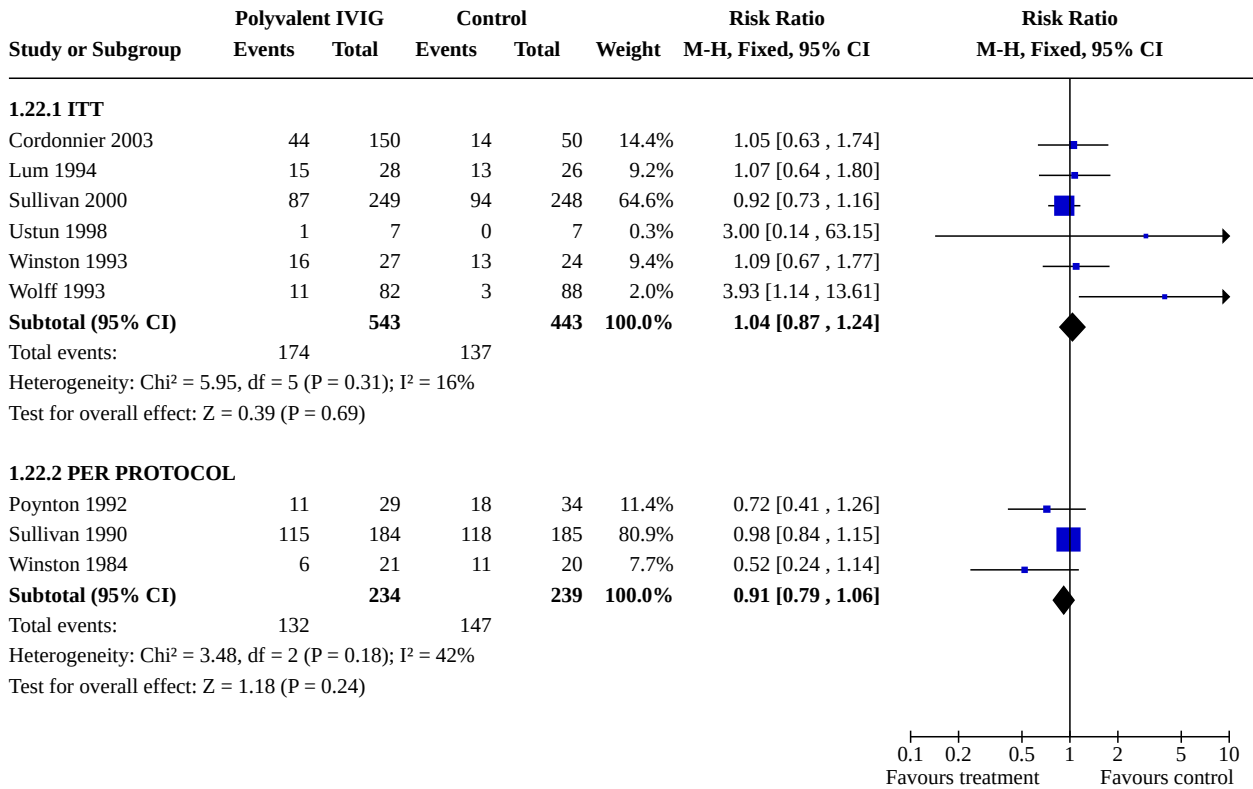 Polyvalent IVIG Control Risk Ratio Risk Ratio
Study or Subgroup Events Total Events Total Weight M-H, Fixed, 95% CI M-H, Fixed, 95% CI
1.22.1 ITT
Cordonnier 2003 44 150 14 50 14.4% 1.05 [0.63 , 1.74]
Lum 1994 15 28 13 26 9.2% 1.07 [0.64 , 1.80]
Sullivan 2000 87 249 94 248 64.6% 0.92 [0.73 , 1.16]
Ustun 1998 1 7 0 7 0.3% 3.00 [0.14 , 63.15]
Winston 1993 16 27 13 24 9.4% 1.09 [0.67 , 1.77]
Wolff 1993 11 82 3 88 2.0% 3.93 [1.14 , 13.61]
Subtotal (95% CI) 543 443 100.0% 1.04 [0.87 , 1.24]
Total events: 174 137
Heterogeneity: Chi² = 5.95, df = 5 (P = 0.31); I² = 16%
Test for overall effect: Z = 0.39 (P = 0.69)
1.22.2 PER PROTOCOL
Poynton 1992 11 29 18 34 11.4% 0.72 [0.41 , 1.26]
Sullivan 1990 115 184 118 185 80.9% 0.98 [0.84 , 1.15]
Winston 1984 6 21 11 20 7.7% 0.52 [0.24 , 1.14]
Subtotal (95% CI) 234 239 100.0% 0.91 [0.79 , 1.06]
Total events: 132 147
Heterogeneity: Chi² = 3.48, df = 2 (P = 0.18); I² = 42%
Test for overall effect: Z = 1.18 (P = 0.24)
0.1 0.2 0.5 1 2 5 10
Favours treatment Favours control